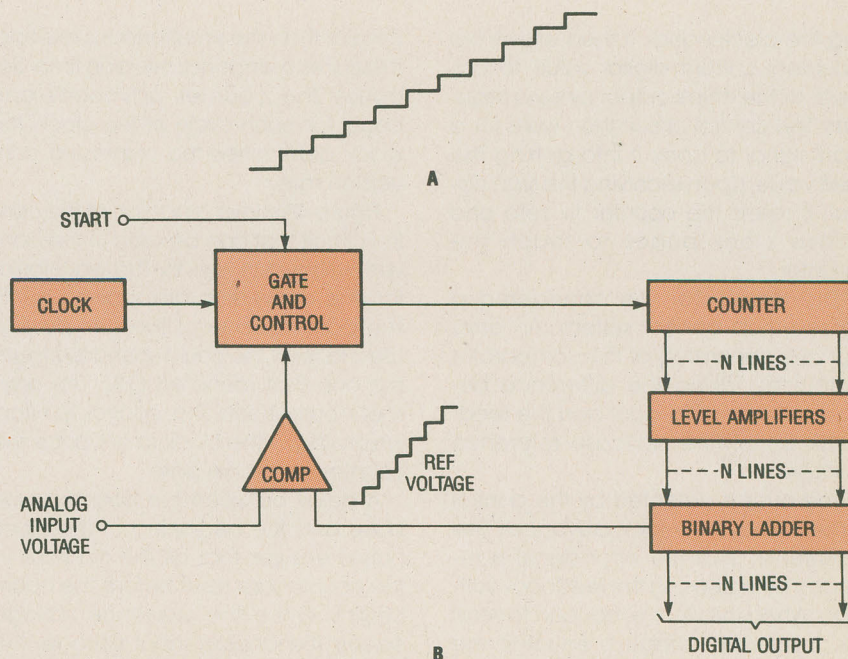 A
START
CLOCK
GATE
AND
CONTROL
COUNTER
N LINES
LEVEL AMPLIFIERS
N LINES
COMP
REF
VOLTAGE
ANALOG
INPUT
VOLTAGE
BINARY LADDER
N LINES
DIGITAL OUTPUT
B